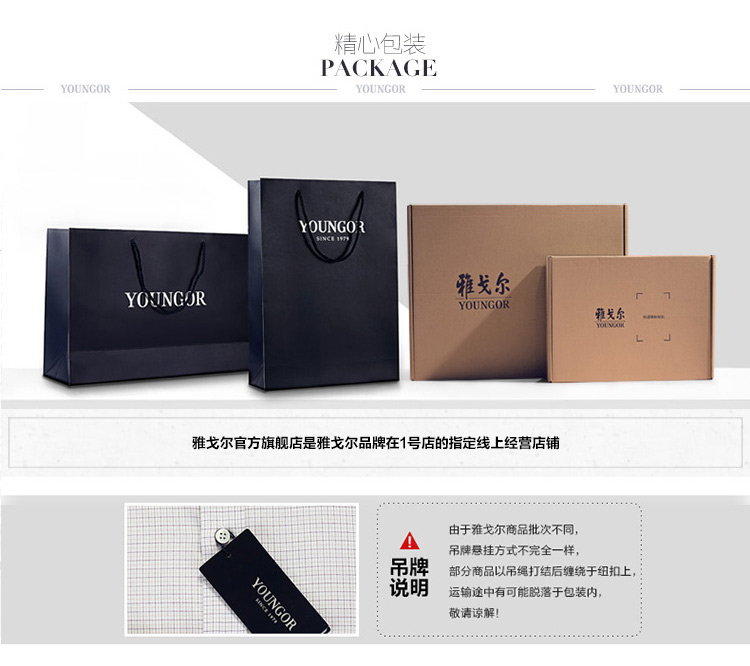 精心包装
PACKAGE
YOUNGOR YOUNGOR YOUNGOR
YOUNGOR
YOUNGOR
SINCE 1979
雅戈尔
YOUNGOR
雅戈尔
YOUNGOR
雅戈尔官方旗舰店是雅戈尔品牌在1号店的指定线上经营店铺
YOUNGOR
SINCE 1979
吊牌
说明
由于雅戈尔商品批次不同，
吊牌悬挂方式不完全一样，
部分商品以吊绳打结后缠绕于纽扣上，
运输途中有可能脱落于包装内，
敬请谅解！